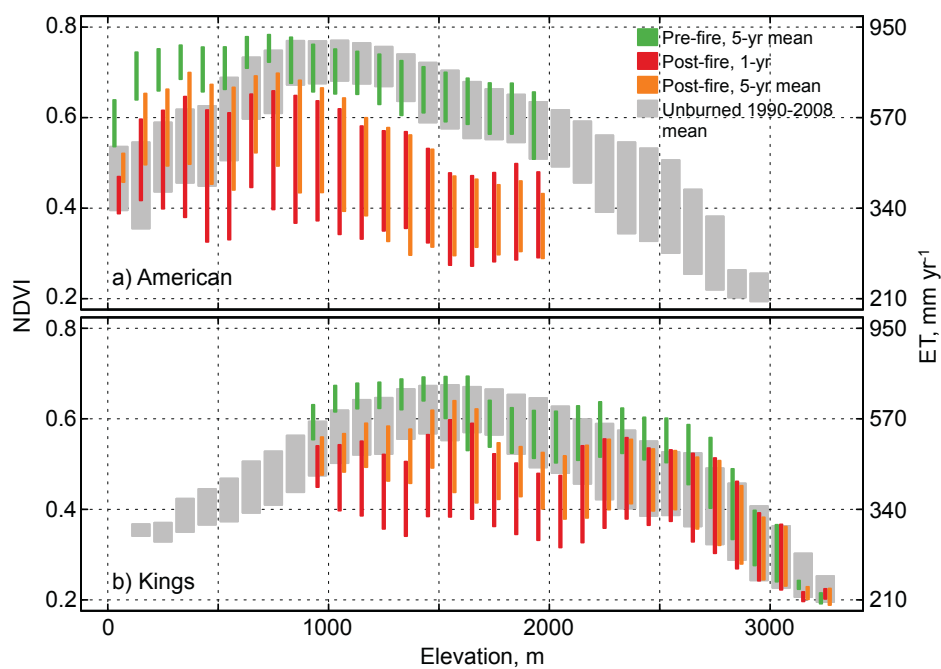 0.8
950
Pre-fire, 5-yr mean
Post-fire, 1-yr
Post-fire, 5-yr mean
Unburned 1990-2008
mean
0.6
570
0.4
340
a) American
0.2
210
NDVI
ET, mm yr-1
0.8
950
0.6
570
0.4
340
b) Kings
0.2
210
0 1000 2000 3000
Elevation, m